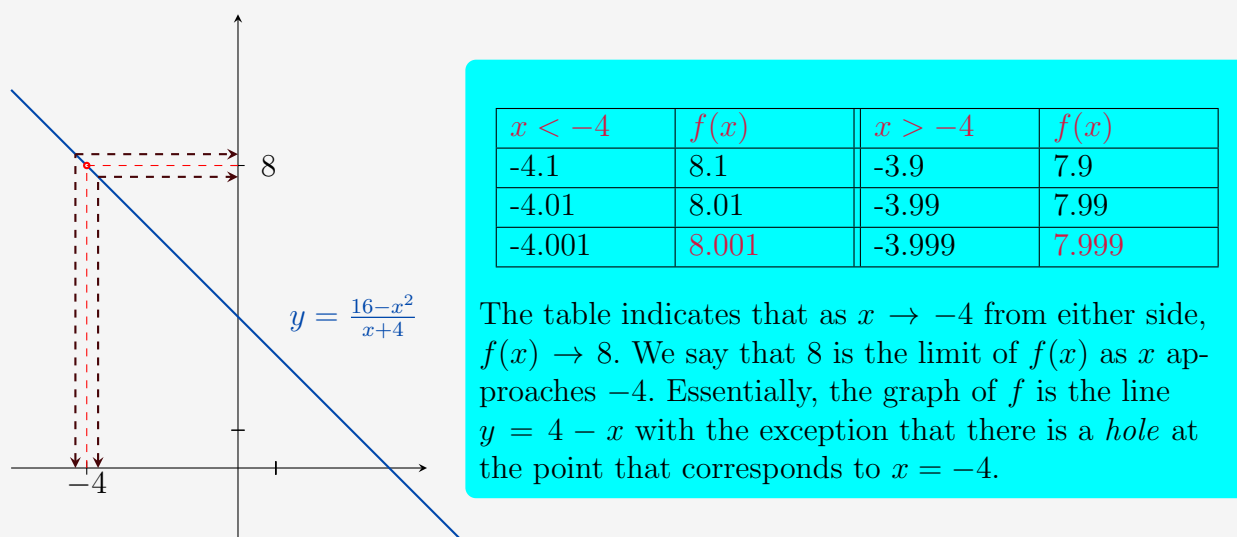 8
−4
y = \frac{16−x^2}{x+4}
x < −4 f(x) x > −4 f(x)
-4.1 8.1 -3.9 7.9
-4.01 8.01 -3.99 7.99
-4.001 8.001 -3.999 7.999
The table indicates that as x → −4 from either side,
f(x) → 8. We say that 8 is the limit of f(x) as x ap-
proaches −4. Essentially, the graph of f is the line
y = 4 − x with the exception that there is a hole at
the point that corresponds to x = −4.